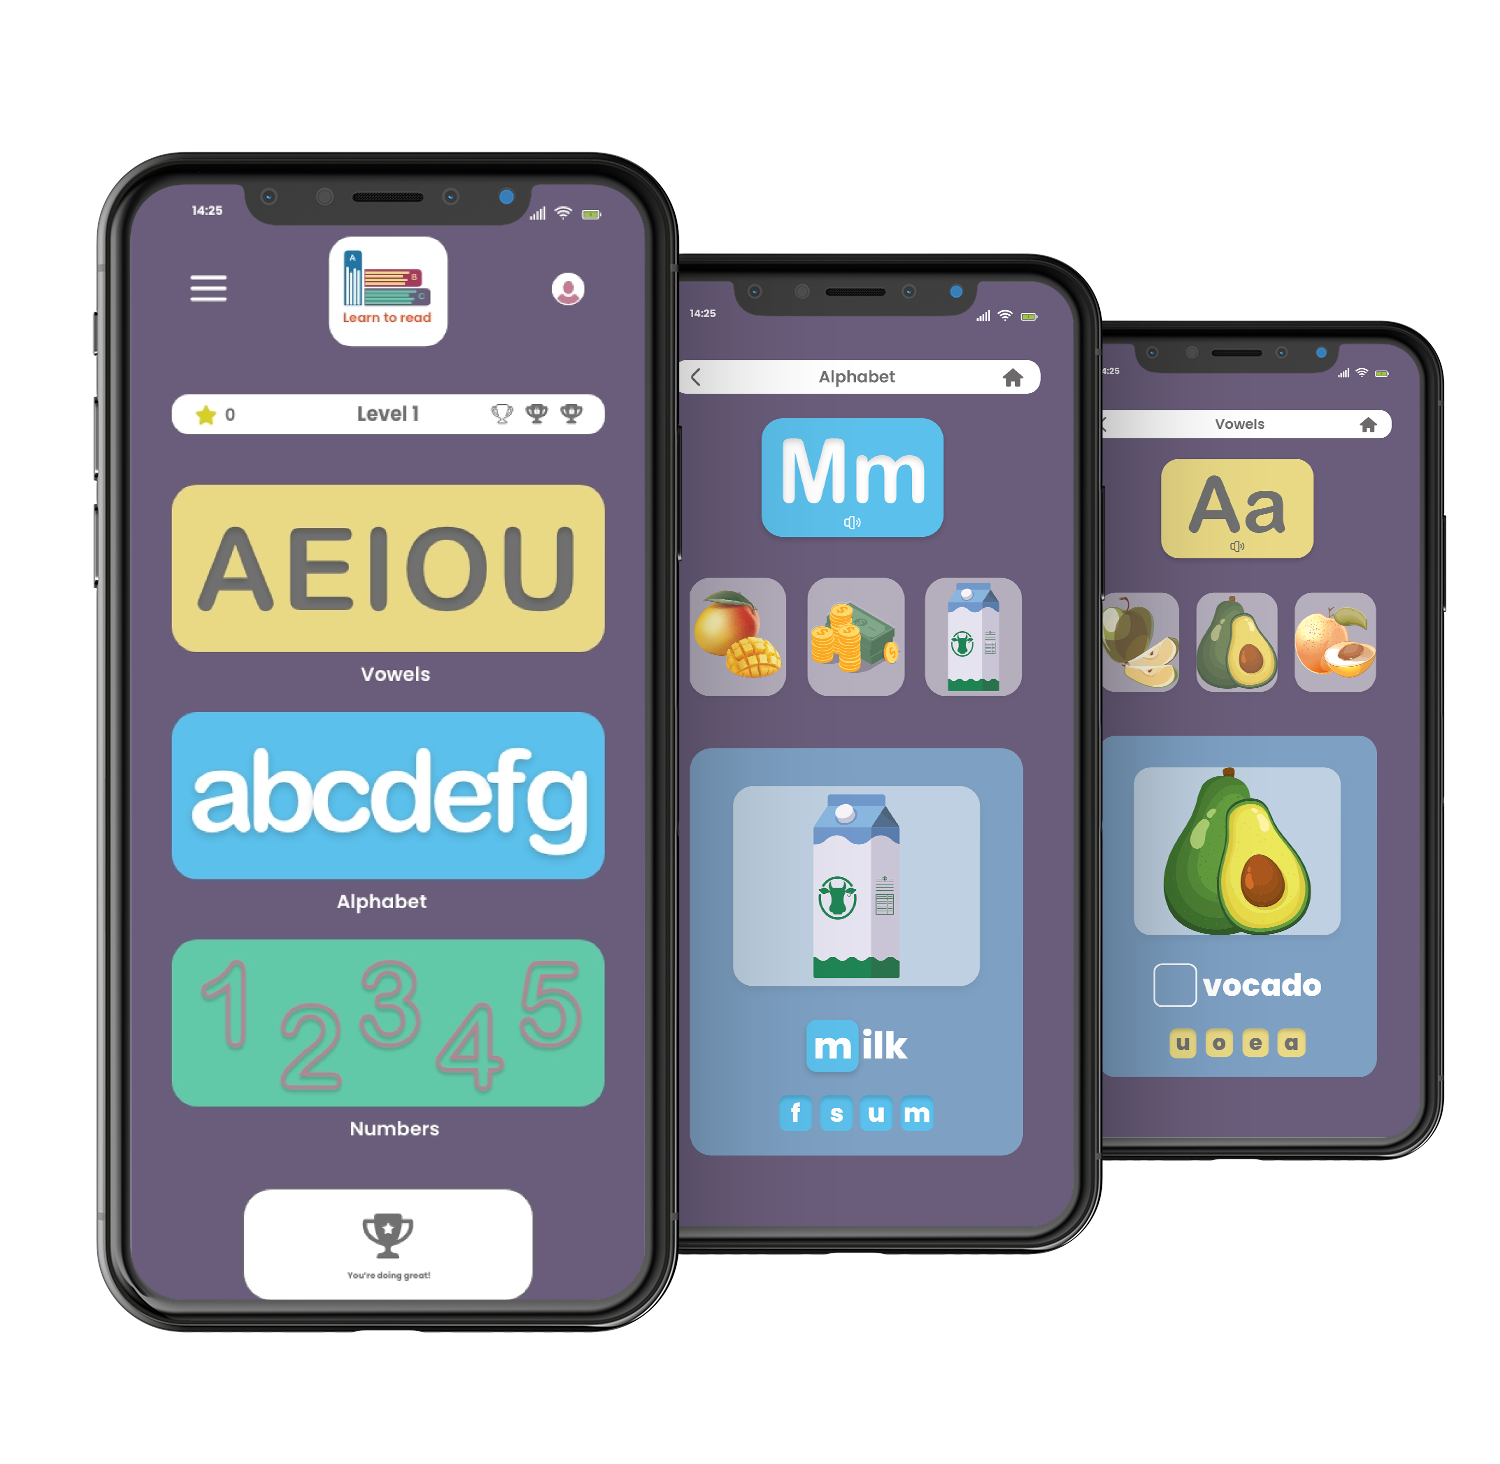 14:25
A
B
C
Learn to read
0 Level 1
AEIOU
Vowels
abcdefg
Alphabet
1 2 3 4 5
Numbers
You're doing great!
14:25
Alphabet
Mm
milk
f s u m
4:25
Vowels
Aa
vocado
u o e a